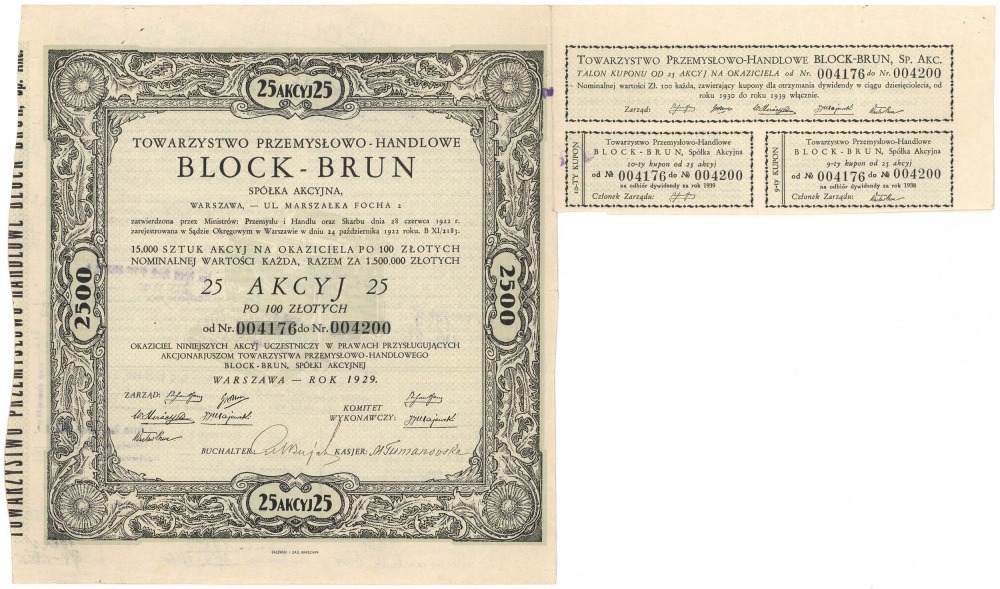 25 AKCYJ 25
TOWARZYSTWO PRZEMYSŁOWO-HANDLOWE
BLOCK-BRUN
SPÓŁKA AKCYJNA,
WARSZAWA, — UL. MARSZAŁKA FOCHA 2
zatwierdzona przez Ministrów: Przemysłu i Handlu oraz Skarbu dnia 28 czerwca 1922 r.
zarejestrowana w Sądzie Okręgowym w Warszawie w dniu 24 października 1922 roku. B XI/2183.
15.000 SZTUK AKCYJ NA OKAZICIELA PO 100 ZŁOTYCH
NOMINALNEJ WARTOŚCI KAŻDA, RAZEM ZA 1.500.000 ZŁOTYCH
25 AKCYJ 25
PO 100 ZŁOTYCH
od Nr. 004176 do Nr. 004200
OKAZICIEL NINIEJSZYCH AKCYJ UCZESTNICZY W PRAWACH PRZYSŁUGUJĄCYCH
AKCJONARJUSZOM TOWARZYSTWA PRZEMYSŁOWO-HANDLOWEGO
BLOCK-BRUN, SPÓŁKI AKCYJNEJ
WARSZAWA — ROK 1929.
ZARZĄD:
KOMITET
WYKONAWCZY:
BUCHALTER: KASJER: M Tumanowska
25 AKCYJ 25
2500
2500
TOWARZYSTWO PRZEMYSŁOWO HANDLOWE BLOCK BRUN, Sp. Akc.
TOWARZYSTWO PRZEMYSŁOWO-HANDLOWE BLOCK-BRUN, SP. AKC.
TALON KUPONU OD 25 AKCYJ NA OKAZICIELA od Nr. 004176 do Nr. 004200
Nominalnej wartości Zł. 100 każda, zawierający kupony dla otrzymania dywidendy w ciągu dziesięciolecia, od
roku 1930 do roku 1939 włącznie.
Zarząd:
10-TY KUPON
Towarzystwo Przemysłowo-Handlowe
BLOCK-BRUN, Spółka Akcyjna
10-ty kupon od 25 akcyj
od № 004176 do № 004200
na odbiór dywidendy za rok 1939
Członek Zarządu:
9-ty KUPON
Towarzystwo Przemysłowo-Handlowe
BLOCK-BRUN, Spółka Akcyjna
9-ty kupon od 25 akcyj
od № 004176 do № 004200
na odbiór dywidendy za rok 1938
Członek Zarządu: